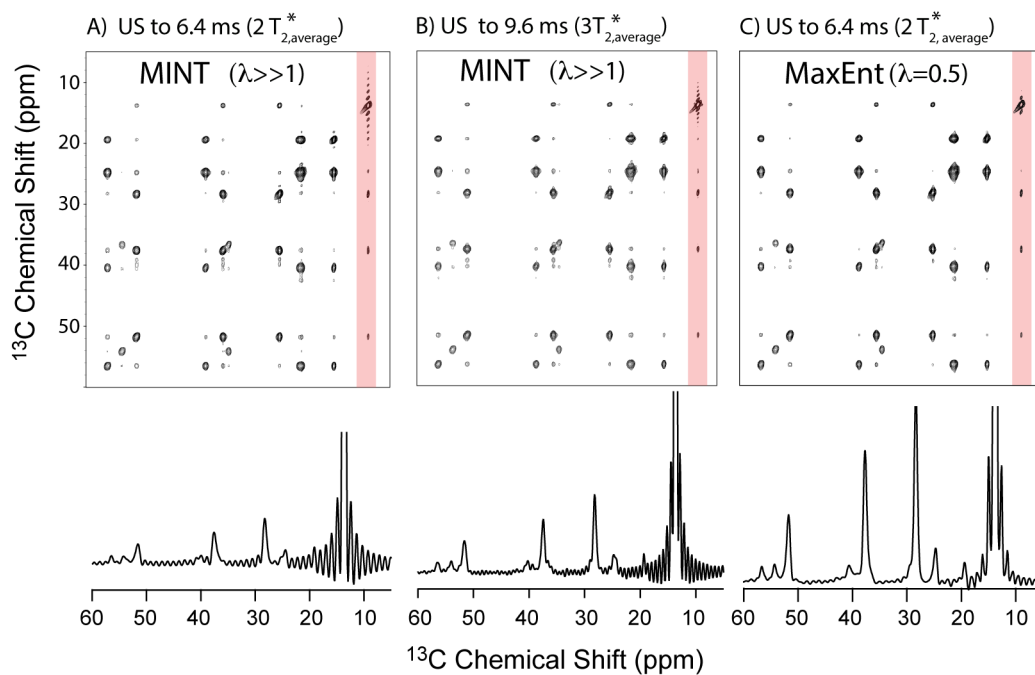 A) US to 6.4 ms (2 T*2,average)
B) US to 9.6 ms (3T*2,average)
C) US to 6.4 ms (2 T*2, average)
MINT (λ>>1)
MINT (λ>>1)
MaxEnt (λ=0.5)
13C Chemical Shift (ppm)
10
20
30
40
50
60 50 40 30 20 10
60 50 40 30 20 10
60 50 40 30 20 10
13C Chemical Shift (ppm)